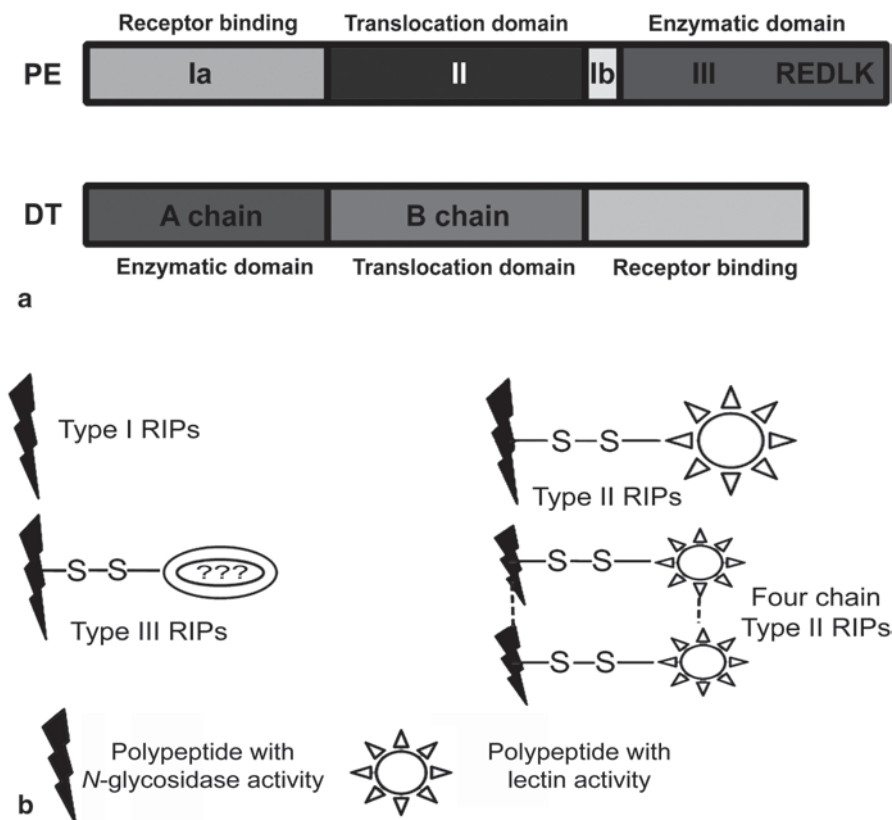 Receptor binding Translocation domain Enzymatic domain
PE Ia II Ib III REDLK
DT A chain B chain
Enzymatic domain Translocation domain Receptor binding
a
Type I RIPs
S S
Type II RIPs
S S ???
Type III RIPs
S S
Four chain
Type II RIPs
S S
Polypeptide with
N-glycosidase activity
Polypeptide with
lectin activity
b